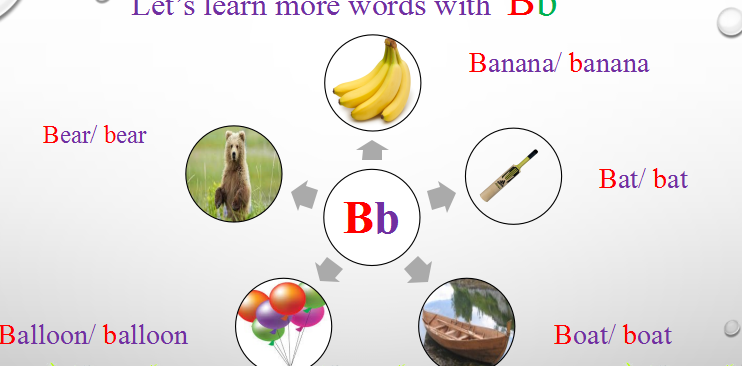 Let's learn more words with Bb
Banana/ banana
Bear/ bear
Bat/ bat
Bb
Balloon/ balloon
Boat/ boat